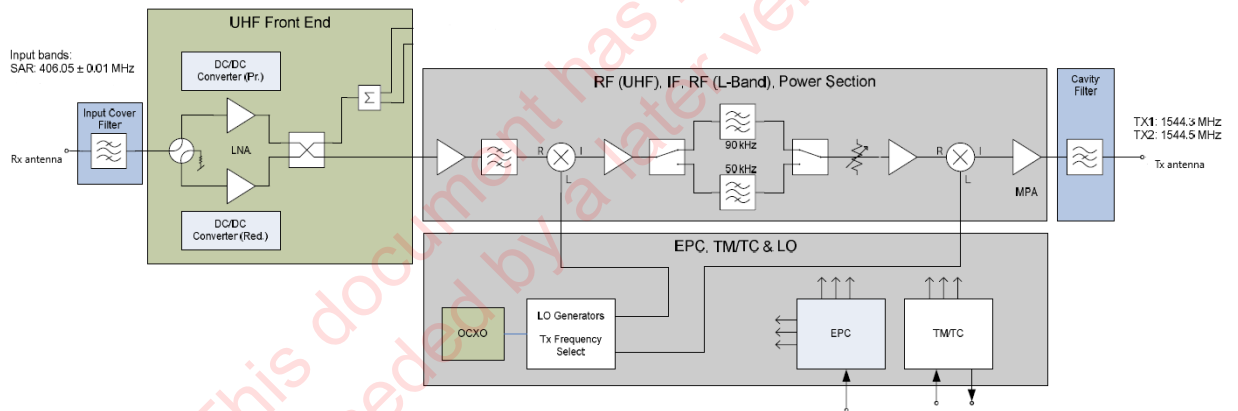 UHF Front End
Input bands:
SAR: 406.05 ± 0.01 MHz
DC/DC
Converter (Pr.)
Σ
Input Cover
Filter
Rx antenna
LNA
DC/DC
Converter (Red.)
RF (UHF), IF, RF (L-Band), Power Section
R
I
L
90 kHz
50 kHz
R
I
L
MPA
Cavity
Filter
TX1: 1544.3 MHz
TX2: 1544.5 MHz
Tx antenna
EPC, TM/TC & LO
OCXO
LO Generators
Tx Frequency
Select
EPC
TM/TC
This document has
eded by a later ver